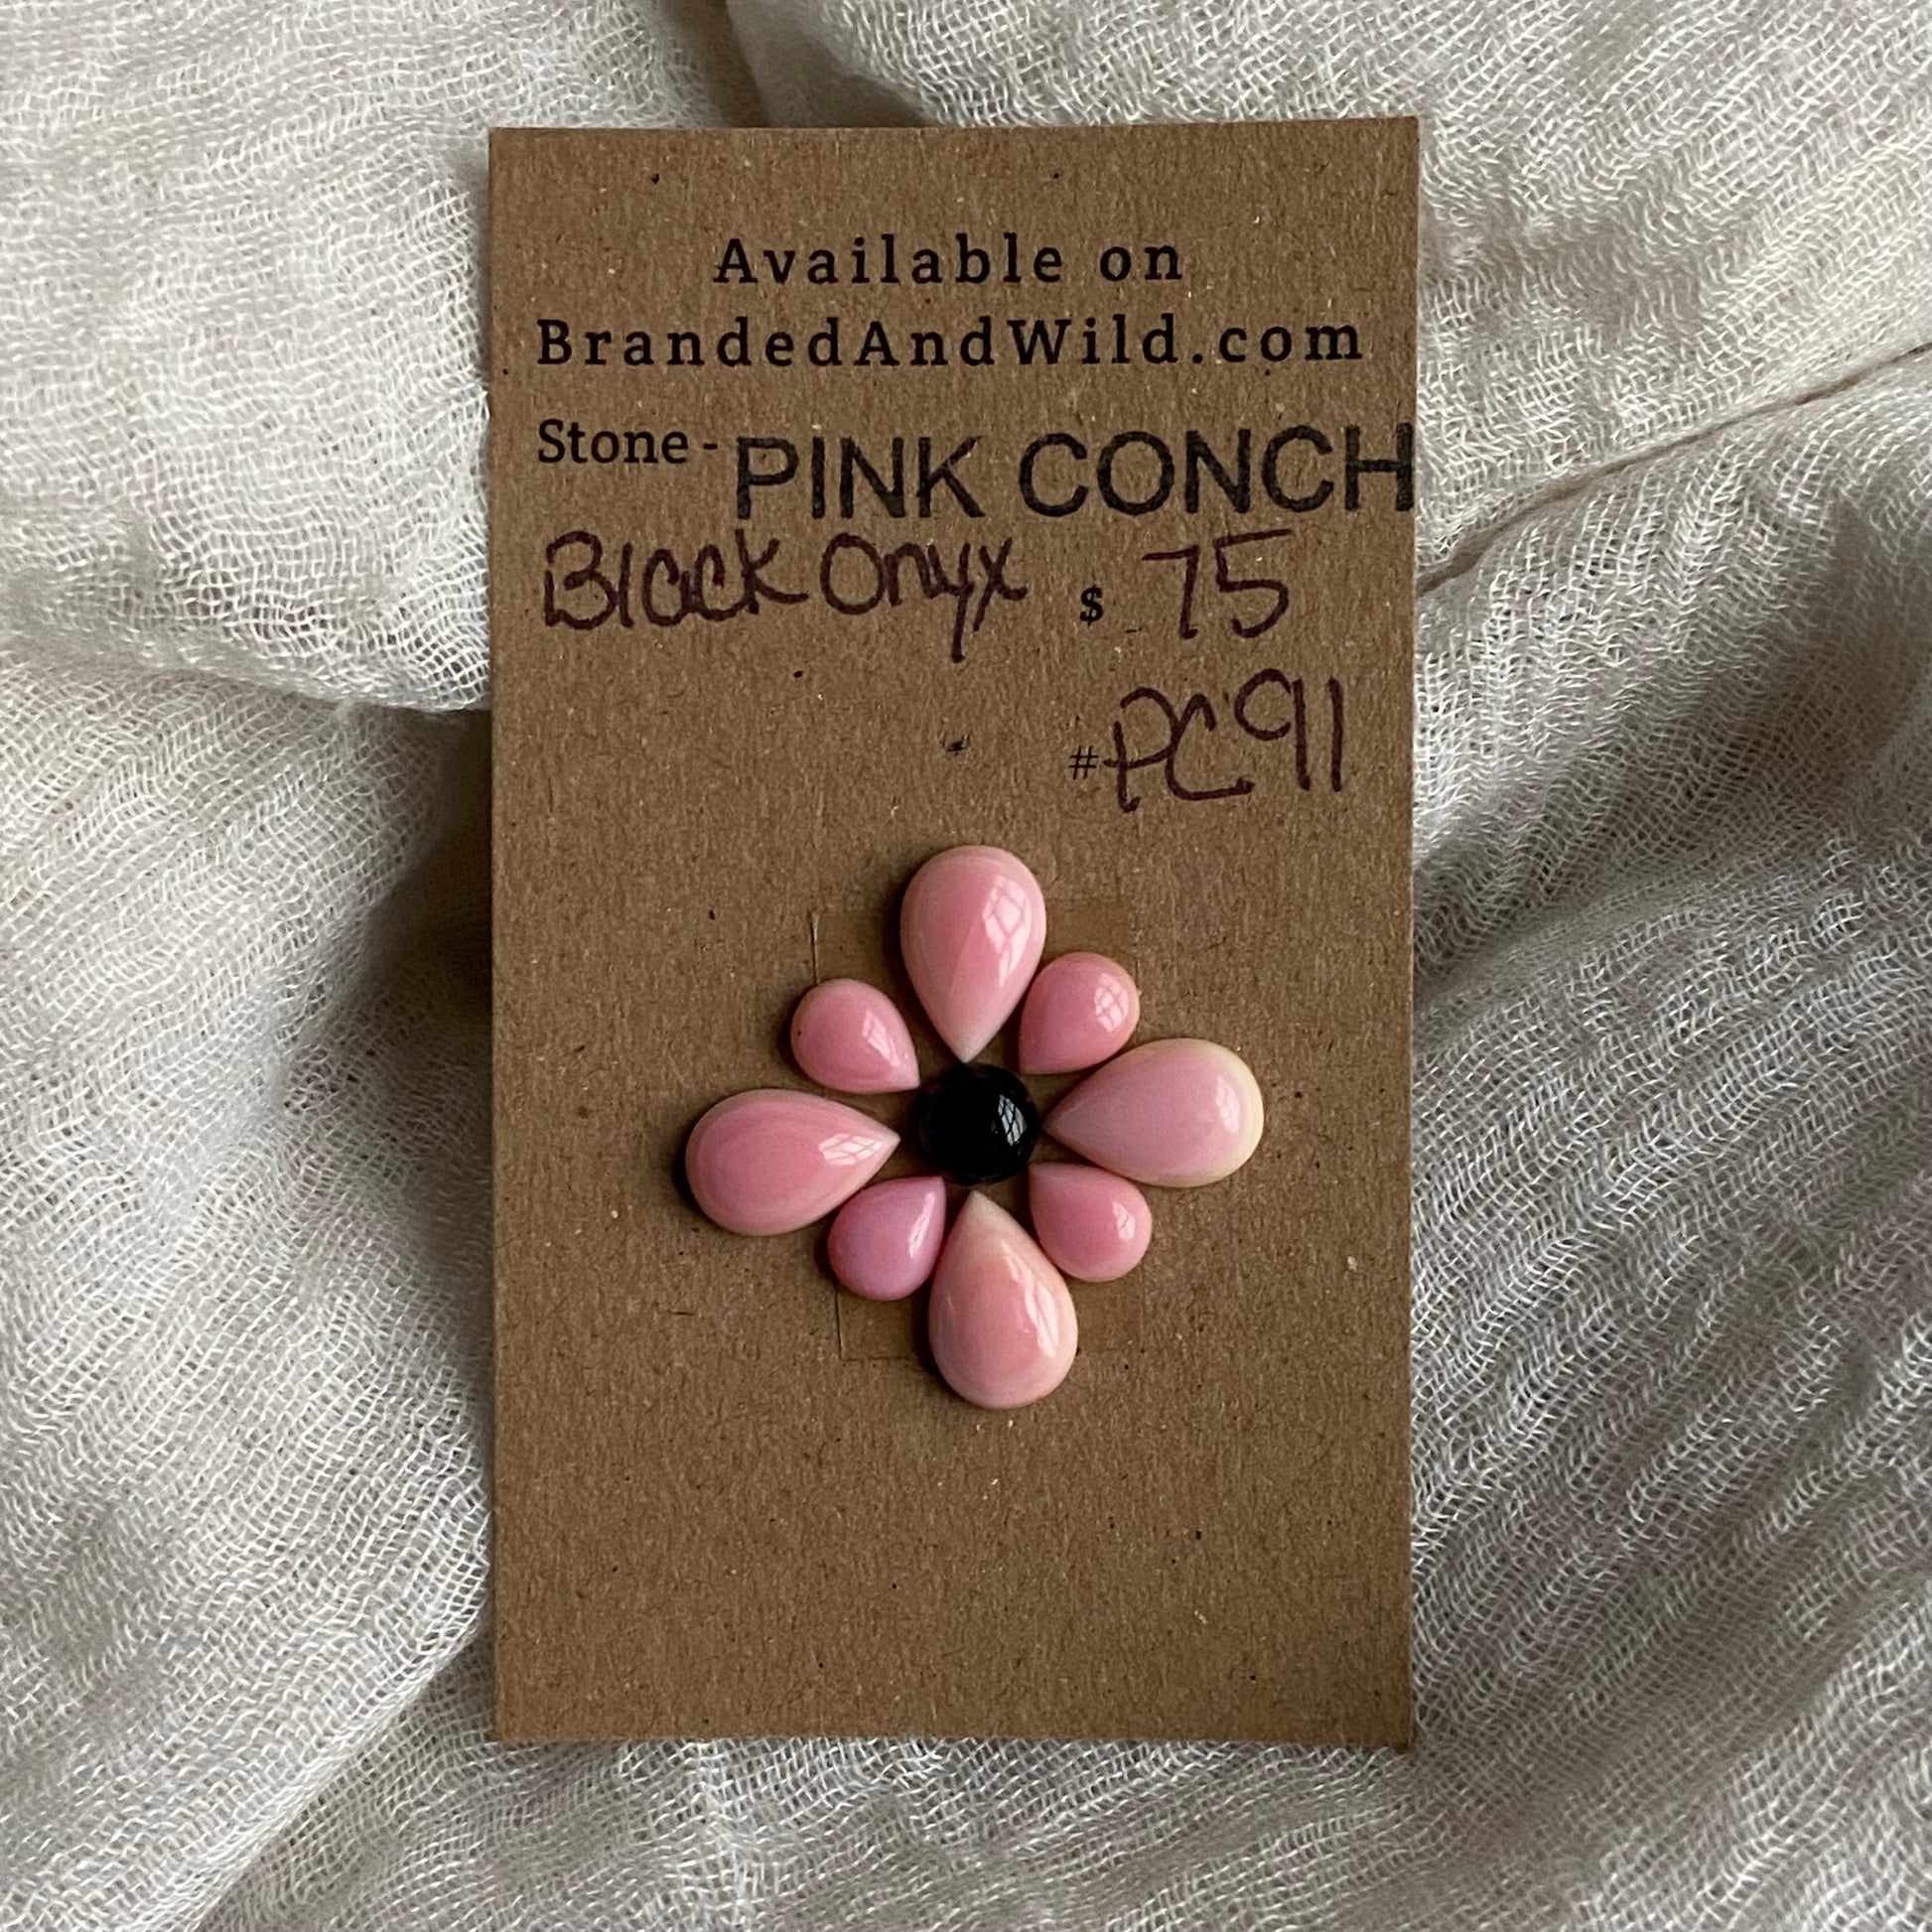 Available on
BrandedAndWild.com
Stone - PINK CONCH
Black Onyx $ 75
#PC91